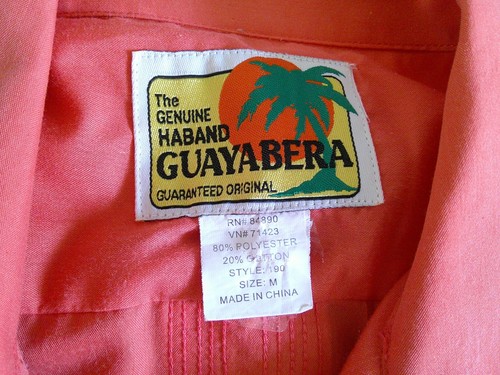 The
GENUINE
HABAND
GUAYABERA
GUARANTEED ORIGINAL
RN# 84890
VN# 71423
80% POLYESTER
20% COTTON
STYLE: 190
SIZE: M
MADE IN CHINA